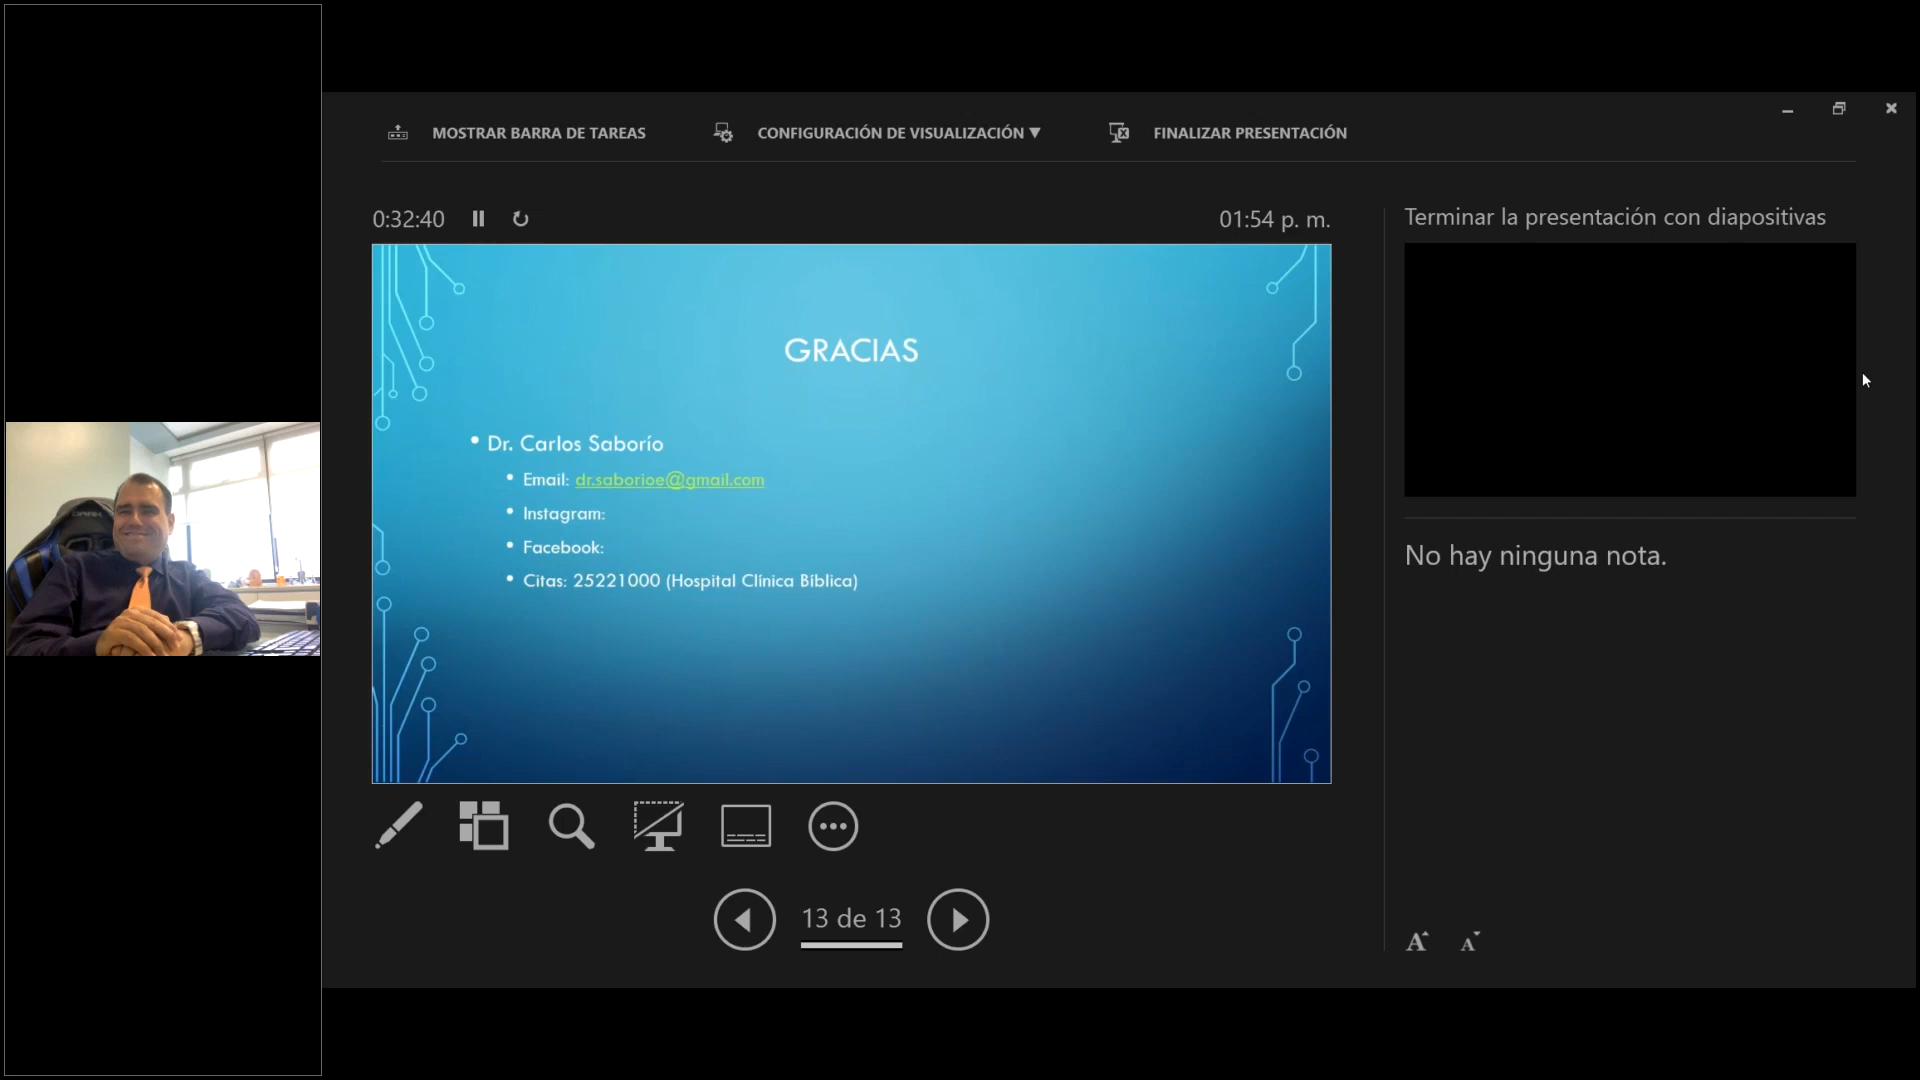 MOSTRAR BARRA DE TAREAS
CONFIGURACIÓN DE VISUALIZACIÓN ▼
FINALIZAR PRESENTACIÓN
0:32:40
01:54 p. m.
GRACIAS
• Dr. Carlos Saborío
• Email: dr.saborioe@gmail.com
• Instagram:
• Facebook:
• Citas: 25221000 (Hospital Clínica Bíblica)
13 de 13
Terminar la presentación con diapositivas
No hay ninguna nota.
A
A